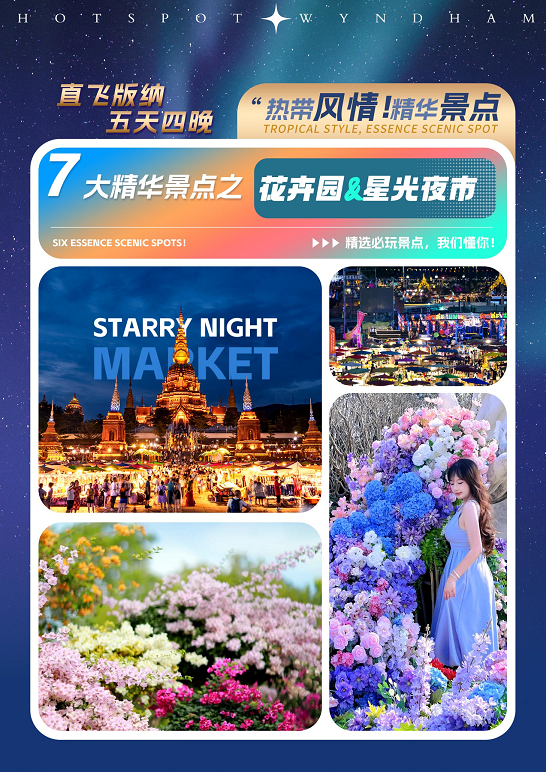 HOTSPOT WYNDHAM
直飞版纳
五天四晚
“热带风情！精华景点
TROPICAL STYLE, ESSENCE SCENIC SPOT
7大精华景点之 花卉园&星光夜市
SIX ESSENCE SCENIC SPOTS!
精选必玩景点，我们懂你！
STARRY NIGHT
MARKET